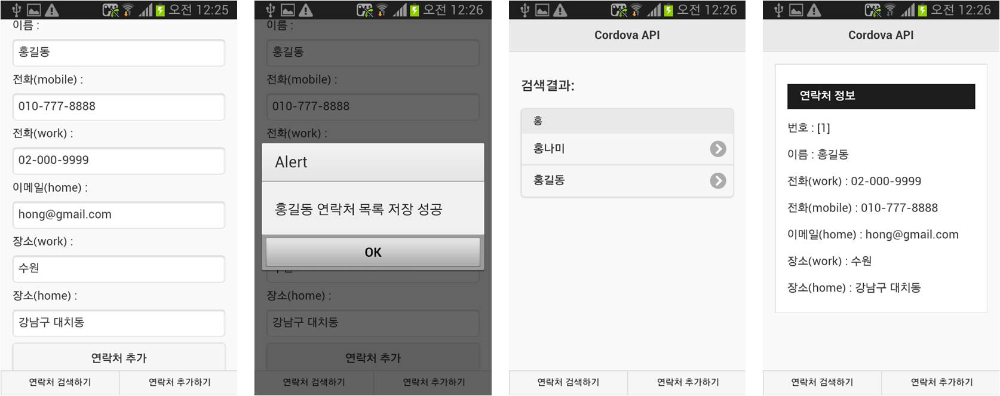 오전 12:25
이름 :
홍길동
전화(mobile) :
010-777-8888
전화(work) :
02-000-9999
이메일(home) :
hong@gmail.com
장소(work) :
수원
장소(home) :
강남구 대치동
연락처 추가
연락처 검색하기 연락처 추가하기
오전 12:26
이름 :
홍길동
전화(mobile) :
010-777-8888
전화(work) :
Alert
홍길동 연락처 목록 저장 성공
OK
수원
장소(home) :
강남구 대치동
연락처 추가
연락처 검색하기 연락처 추가하기
오전 12:26
Cordova API
검색결과:
홍
홍나미
홍길동
연락처 검색하기 연락처 추가하기
오전 12:26
Cordova API
연락처 정보
번호 : [1]
이름 : 홍길동
전화(work) : 02-000-9999
전화(mobile) : 010-777-8888
이메일(home) : hong@gmail.com
장소(work) : 수원
장소(home) : 강남구 대치동
연락처 검색하기 연락처 추가하기